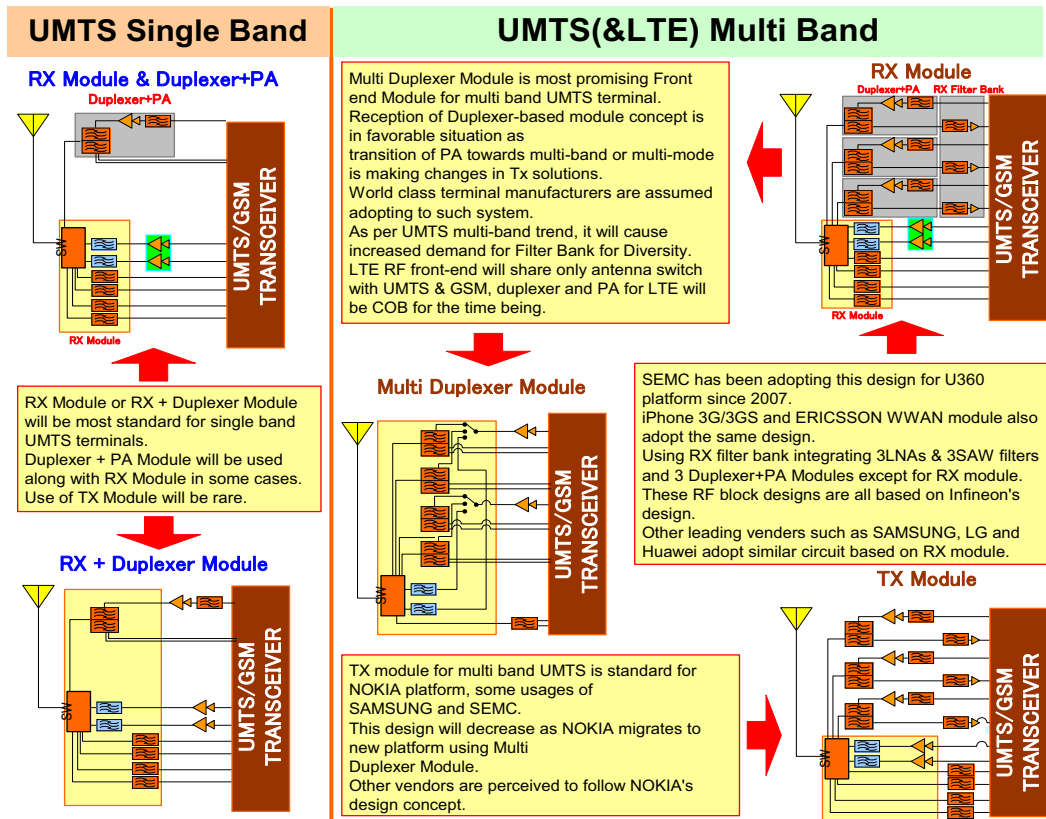 UMTS Single Band
UMTS(&LTE) Multi Band
RX Module & Duplexer+PA
Duplexer+PA
UMTS/GSM
TRANSCEIVER
SW
RX Module
RX Module or RX + Duplexer Module
will be most standard for single band
UMTS terminals.
Duplexer + PA Module will be used
along with RX Module in some cases.
Use of TX Module will be rare.
RX + Duplexer Module
UMTS/GSM
TRANSCEIVER
SW
Multi Duplexer Module is most promising Front
end Module for multi band UMTS terminal.
Reception of Duplexer-based module concept is
in favorable situation as
transition of PA towards multi-band or multi-mode
is making changes in Tx solutions.
World class terminal manufacturers are assumed
adopting to such system.
As per UMTS multi-band trend, it will cause
increased demand for Filter Bank for Diversity.
LTE RF front-end will share only antenna switch
with UMTS & GSM, duplexer and PA for LTE will
be COB for the time being.
RX Module
Duplexer+PA
RX Filter Bank
UMTS/GSM
TRANSCEIVER
SW
RX Module
Multi Duplexer Module
UMTS/GSM
TRANSCEIVER
SW
SEMC has been adopting this design for U360
platform since 2007.
iPhone 3G/3GS and ERICSSON WWAN module also
adopt the same design.
Using RX filter bank integrating 3LNAs & 3SAW filters
and 3 Duplexer+PA Modules except for RX module.
These RF block designs are all based on Infineon's
design.
Other leading venders such as SAMSUNG, LG and
Huawei adopt similar circuit based on RX module.
TX module for multi band UMTS is standard for
NOKIA platform, some usages of
SAMSUNG and SEMC.
This design will decrease as NOKIA migrates to
new platform using Multi
Duplexer Module.
Other vendors are perceived to follow NOKIA's
design concept.
TX Module
UMTS/GSM
TRANSCEIVER
SW